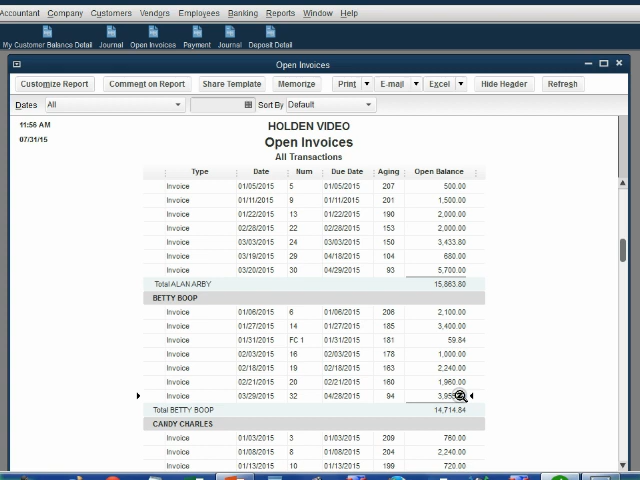 Accountant Company Customers Vendors Employees Banking Reports Window Help
My Customer Balance Detail Journal Open Invoices Payment Journal Deposit Detail
Open Invoices
Customize Report Comment on Report Share Template Memorize Print E-mail Excel Hide Header Refresh
Dates All Sort By Default
11:56 AM HOLDEN VIDEO
07/31/15 Open Invoices
All Transactions
Type Date Num Due Date Aging Open Balance
Invoice 01/05/2015 5 01/05/2015 207 500.00
Invoice 01/11/2015 9 01/11/2015 201 1,500.00
Invoice 01/22/2015 13 01/22/2015 190 2,000.00
Invoice 02/28/2015 22 02/28/2015 153 2,000.00
Invoice 03/03/2015 24 03/03/2015 150 3,433.80
Invoice 03/19/2015 29 04/18/2015 104 680.00
Invoice 03/20/2015 30 04/29/2015 93 5,700.00
Total ALAN ARBY 15,863.80
BETTY BOOP
Invoice 01/06/2015 6 01/06/2015 206 2,100.00
Invoice 01/27/2015 14 01/27/2015 185 3,400.00
Invoice 01/31/2015 FC 1 01/31/2015 181 59.84
Invoice 02/03/2015 16 02/03/2015 178 1,000.00
Invoice 02/18/2015 19 02/18/2015 163 2,240.00
Invoice 02/21/2015 20 02/21/2015 160 1,960.00
Invoice 03/29/2015 32 04/28/2015 94
Total BETTY BOOP 14,714.84
CANDY CHARLES
Invoice 01/03/2015 3 01/03/2015 209 760.00
Invoice 01/08/2015 8 01/08/2015 204 2,240.00
Invoice 01/13/2015 10 01/13/2015 199 720.00